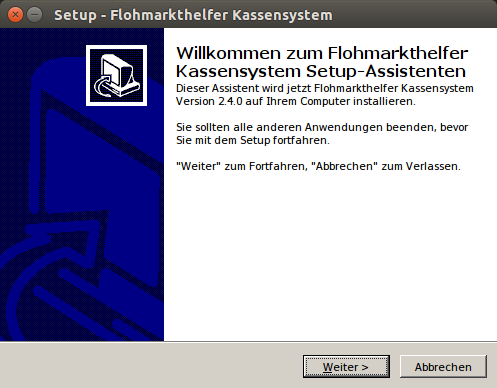 Setup - Flohmarkthelfer Kassensystem
Willkommen zum Flohmarkthelfer
Kassensystem Setup-Assistenten
Dieser Assistent wird jetzt Flohmarkthelfer Kassensystem
Version 2.4.0 auf Ihrem Computer installieren.
Sie sollten alle anderen Anwendungen beenden, bevor
Sie mit dem Setup fortfahren.
"Weiter" zum Fortfahren, "Abbrechen" zum Verlassen.
Weiter >
Abbrechen